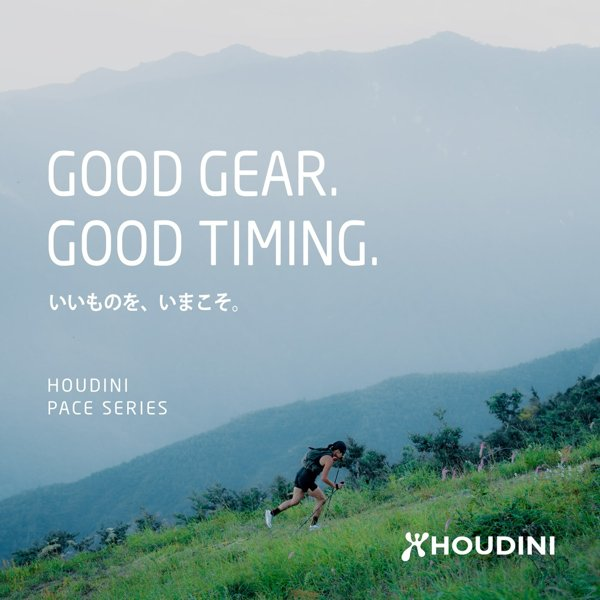 GOOD GEAR.
GOOD TIMING.
いいものを、いまこそ。
HOUDINI
PACE SERIES
HOUDINI